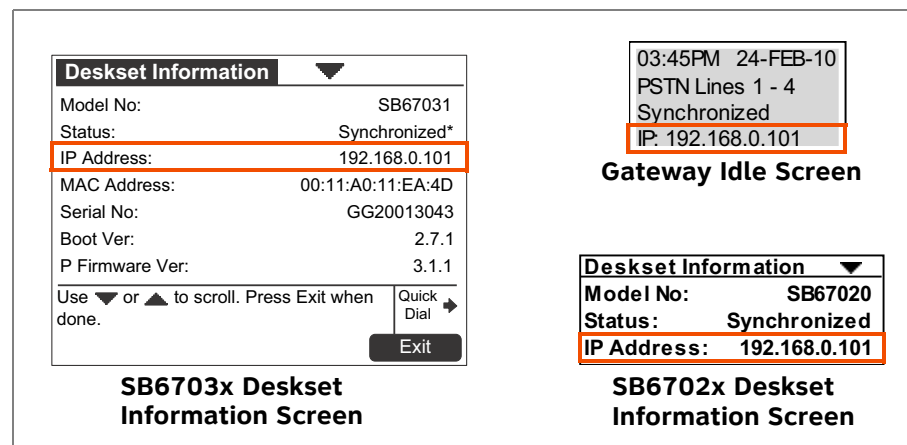 Deskset Information
Model No: SB67031
Status: Synchronized*
IP Address: 192.168.0.101
MAC Address: 00:11:A0:11:EA:4D
Serial No: GG20013043
Boot Ver: 2.7.1
P Firmware Ver: 3.1.1
Use ▼ or ▲ to scroll. Press Exit when
done.
Quick
Dial
Exit
SB6703x Deskset
Information Screen
03:45PM 24-FEB-10
PSTN Lines 1 - 4
Synchronized
IP: 192.168.0.101
Gateway Idle Screen
Deskset Information
Model No: SB67020
Status: Synchronized
IP Address: 192.168.0.101
SB6702x Deskset
Information Screen